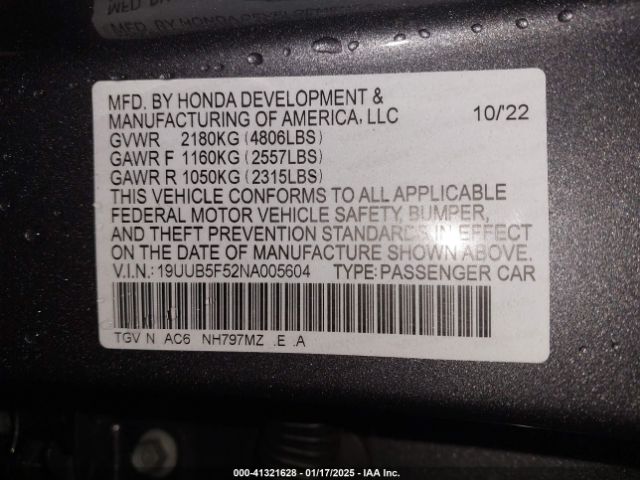 MFD. BY HONDA DEVELOPMENT &
MANUFACTURING OF AMERICA, LLC 10/'22
GVWR 2180KG (4806LBS)
GAWR F 1160KG (2557LBS)
GAWR R 1050KG (2315LBS)
THIS VEHICLE CONFORMS TO ALL APPLICABLE
FEDERAL MOTOR VEHICLE SAFETY, BUMPER,
AND THEFT PREVENTION STANDARDS IN EFFECT
ON THE DATE OF MANUFACTURE SHOWN ABOVE.
V.I.N.: 19UUB5F52NA005604 TYPE: PASSENGER CAR
TGV N AC6 NH797MZ .E .A
000-41321628 - 01/17/2025 - IAA Inc.